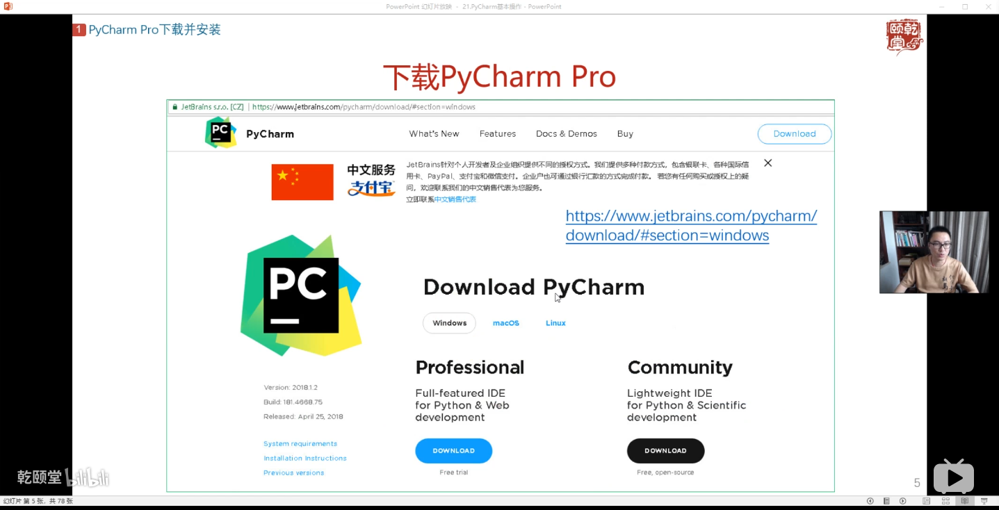 PowerPoint 幻灯片放映 - 21.PyCharm基本操作 - PowerPoint
1 PyCharm Pro下载并安装
颐乾堂
下载PyCharm Pro
JetBrains s.r.o. [CZ] | https://www.jetbrains.com/pycharm/download/#section=windows
PC PyCharm What's New Features Docs & Demos Buy Download
中文服务
支付宝
JetBrains针对个人开发者及企业组织提供不同的授权方式。我们提供多种付款方式，包含银联卡、各种国际信
用卡、PayPal、支付宝和微信支付。企业户也可通过银行汇款的方式完成付款。 若您有任何购买或授权上的疑
问，欢迎联系我们的中文销售代表为您服务。
立即联系中文销售代表
https://www.jetbrains.com/pycharm/
download/#section=windows
PC
Download PyCharm
Windows macOS Linux
Professional
Full-featured IDE
for Python & Web
development
DOWNLOAD
Free trial
Community
Lightweight IDE
for Python & Scientific
development
DOWNLOAD
Free, open-source
Version: 2018.1.2
Build: 181.4668.75
Released: April 25, 2018
System requirements
Installation Instructions
Previous versions
乾颐堂 bilibili
5
幻灯片 第 5 张，共 78 张